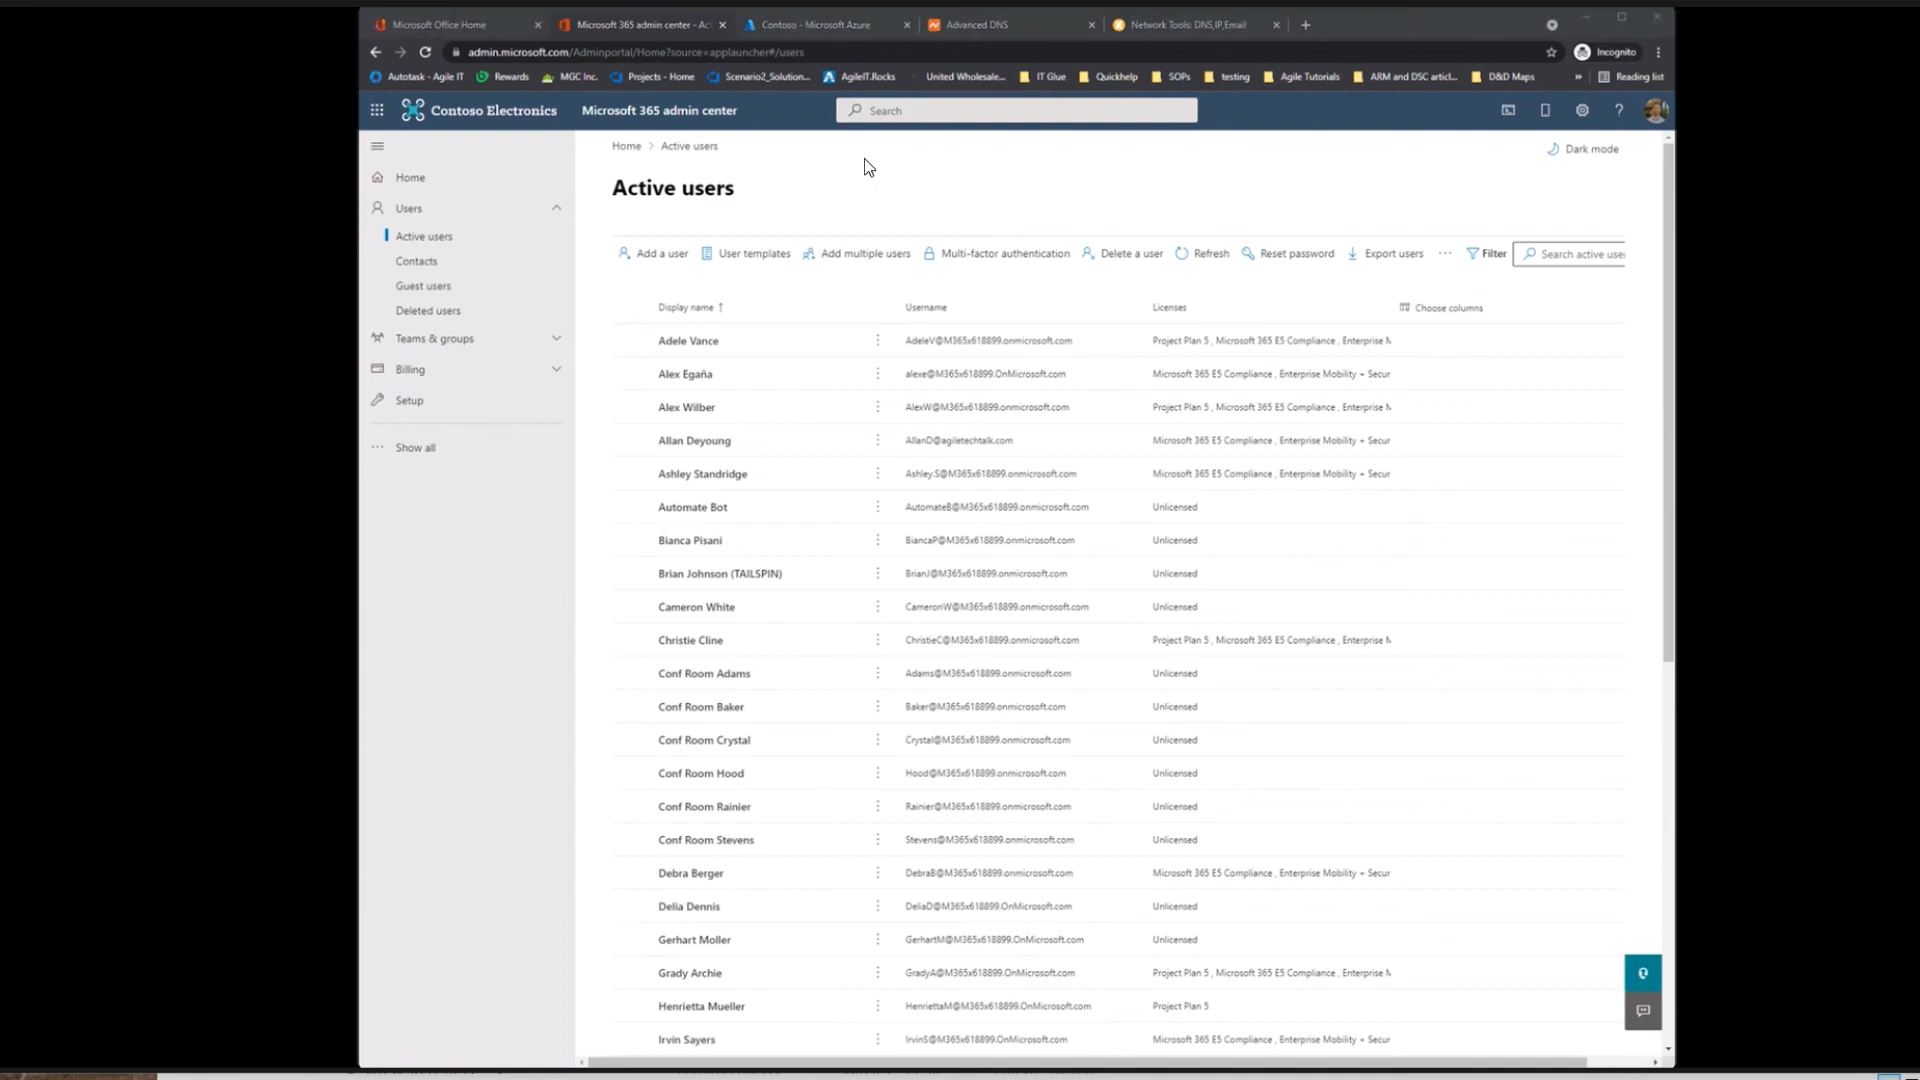 Microsoft Office Home
Microsoft 365 admin center - Ac
Contoso - Microsoft Azure
Advanced DNS
Network Tools: DNS,IP,Email
admin.microsoft.com/Adminportal/Home?source=applauncher#/users
Incognito
Autotask - Agile IT
Rewards
MGC Inc.
Projects - Home
Scenario2_Solution...
AgileIT.Rocks
United Wholesale...
IT Glue
Quickhelp
SOPs
testing
Agile Tutorials
ARM and DSC articl...
D&D Maps
»
Reading list
Contoso Electronics
Microsoft 365 admin center
Search
?
Home > Active users
Dark mode
Active users
Home
Users
Active users
Contacts
Guest users
Deleted users
Teams & groups
Billing
Setup
Show all
Add a user
User templates
Add multiple users
Multi-factor authentication
Delete a user
Refresh
Reset password
Export users
Filter
Search active user
Display name ↑ Username Licenses Choose columns
Adele Vance AdeleV@M365x618899.onmicrosoft.com Project Plan 5 , Microsoft 365 E5 Compliance , Enterprise M
Alex Egaña alexe@M365x618899.OnMicrosoft.com Microsoft 365 E5 Compliance , Enterprise Mobility + Secur
Alex Wilber AlexW@M365x618899.onmicrosoft.com Project Plan 5 , Microsoft 365 E5 Compliance , Enterprise M
Allan Deyoung AllanD@agiletechtalk.com Microsoft 365 E5 Compliance , Enterprise Mobility + Secur
Ashley Standridge Ashley.S@M365x618899.onmicrosoft.com Microsoft 365 E5 Compliance , Enterprise Mobility + Secur
Automate Bot AutomateB@M365x618899.onmicrosoft.com Unlicensed
Bianca Pisani BiancaP@M365x618899.onmicrosoft.com Unlicensed
Brian Johnson (TAILSPIN) BrianJ@M365x618899.onmicrosoft.com Unlicensed
Cameron White CameronW@M365x618899.onmicrosoft.com Unlicensed
Christie Cline ChristieC@M365x618899.onmicrosoft.com Project Plan 5 , Microsoft 365 E5 Compliance , Enterprise M
Conf Room Adams Adams@M365x618899.onmicrosoft.com Unlicensed
Conf Room Baker Baker@M365x618899.onmicrosoft.com Unlicensed
Conf Room Crystal Crystal@M365x618899.onmicrosoft.com Unlicensed
Conf Room Hood Hood@M365x618899.onmicrosoft.com Unlicensed
Conf Room Rainier Rainier@M365x618899.onmicrosoft.com Unlicensed
Conf Room Stevens Stevens@M365x618899.onmicrosoft.com Unlicensed
Debra Berger DebraB@M365x618899.onmicrosoft.com Microsoft 365 E5 Compliance , Enterprise Mobility + Secur
Delia Dennis DeliaD@M365x618899.OnMicrosoft.com Unlicensed
Gerhart Moller GerhartM@M365x618899.OnMicrosoft.com Unlicensed
Grady Archie GradyA@M365x618899.OnMicrosoft.com Project Plan 5 , Microsoft 365 E5 Compliance , Enterprise M
Henrietta Mueller HenriettaM@M365x618899.OnMicrosoft.com Project Plan 5
Irvin Sayers IrvinS@M365x618899.OnMicrosoft.com Microsoft 365 E5 Compliance , Enterprise Mobility + Secur